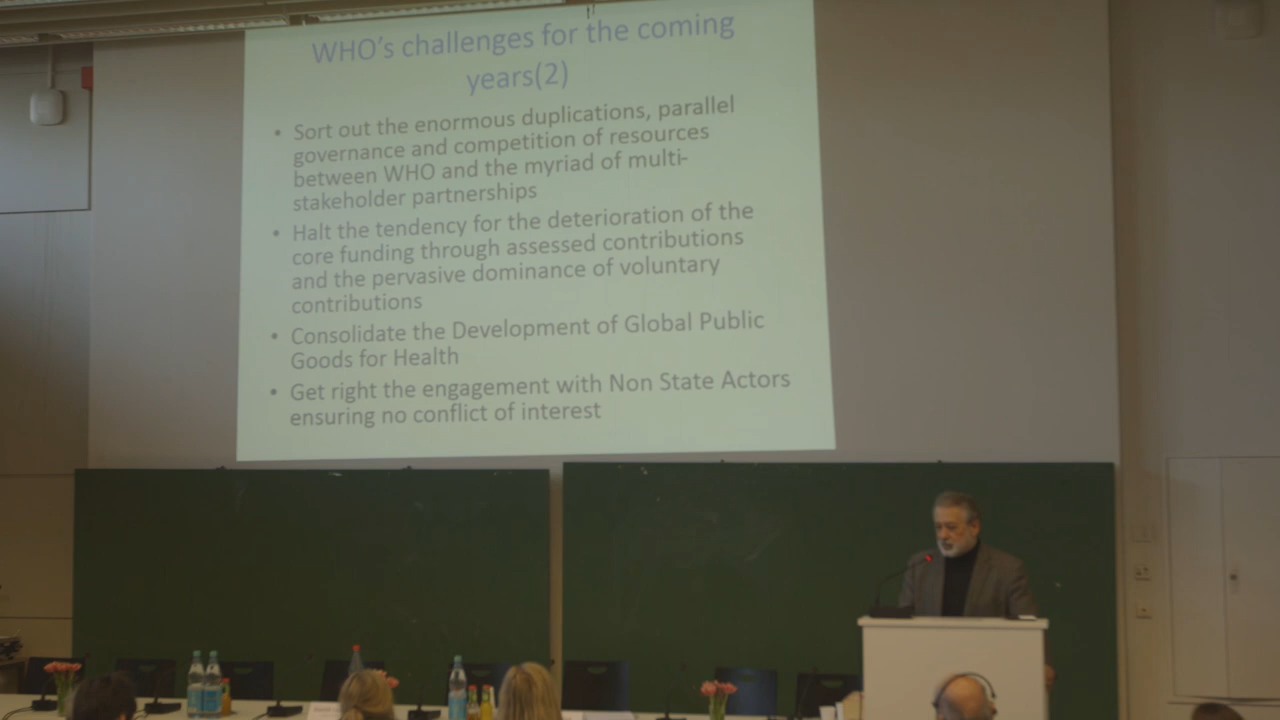 WHO's challenges for the coming
years(2)
• Sort out the enormous duplications, parallel
governance and competition of resources
between WHO and the myriad of multi-
stakeholder partnerships
• Halt the tendency for the deterioration of the
core funding through assessed contributions
and the pervasive dominance of voluntary
contributions
• Consolidate the Development of Global Public
Goods for Health
• Get right the engagement with Non State Actors
ensuring no conflict of interest